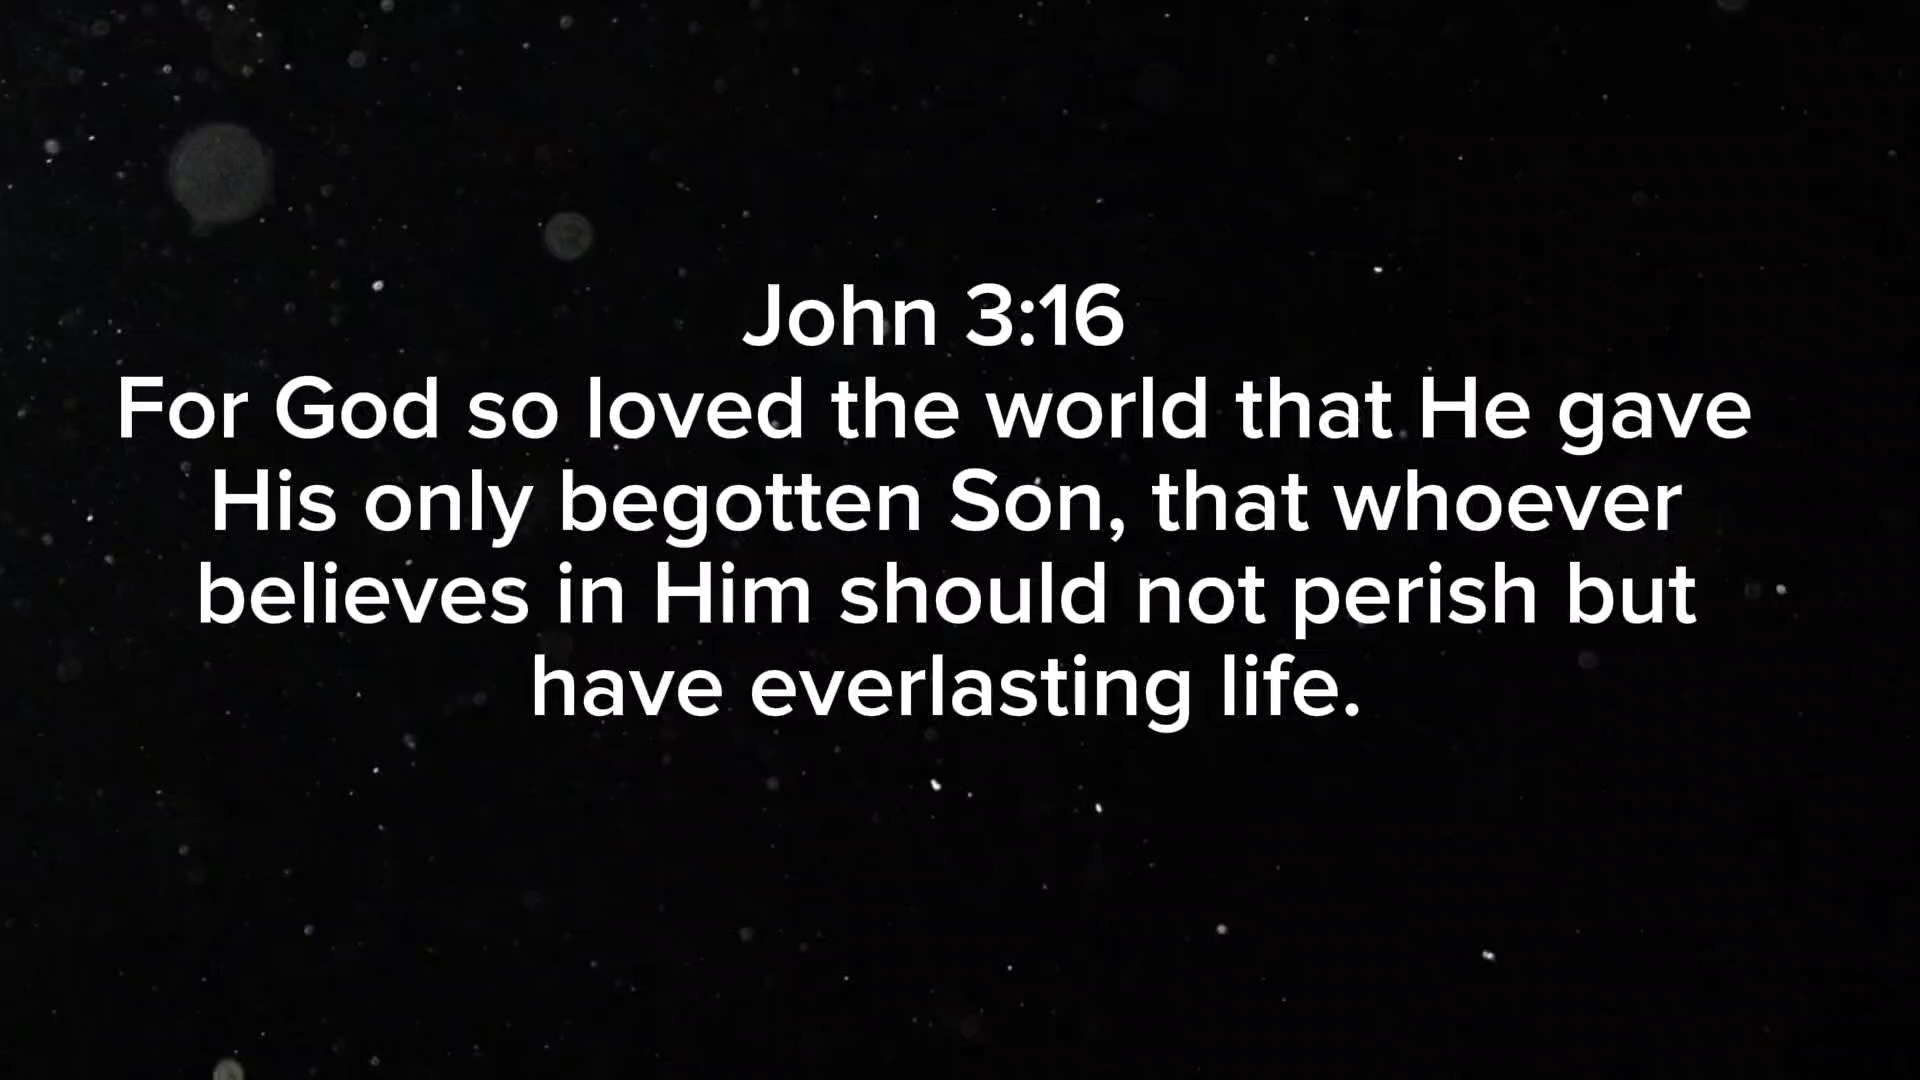 John 3:16
For God so loved the world that He gave
His only begotten Son, that whoever
believes in Him should not perish but
have everlasting life.